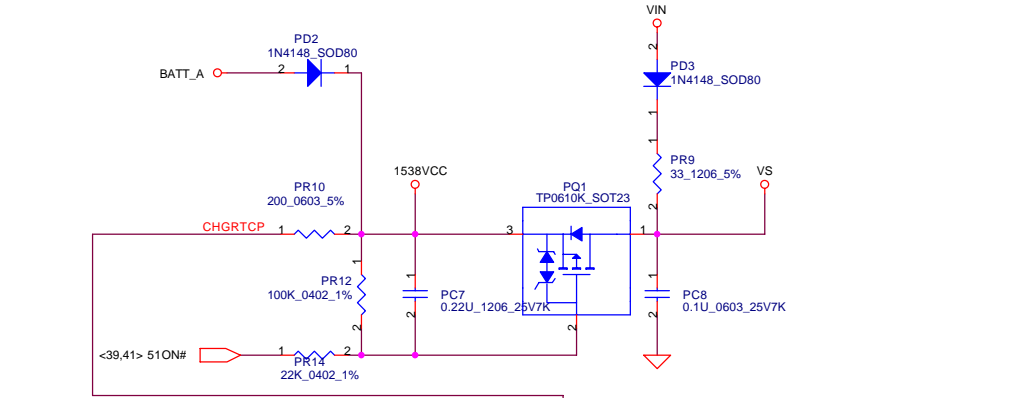 VIN
PD2
1N4148_SOD80
BATT_A
2
1
2
PD3
1N4148_SOD80
1
1
PR9
33_1206_5%
2
1538VCC
VS
PR10
200_0603_5%
PQ1
TP0610K_SOT23
CHGRTCP
1
2
3
1
PR12
100K_0402_1%
1
2
1
2
PC7
0.22U_1206_25V7K
2
1
2
PC8
0.1U_0603_25V7K
<39,41> 51ON#
1
2
PR14
22K_0402_1%